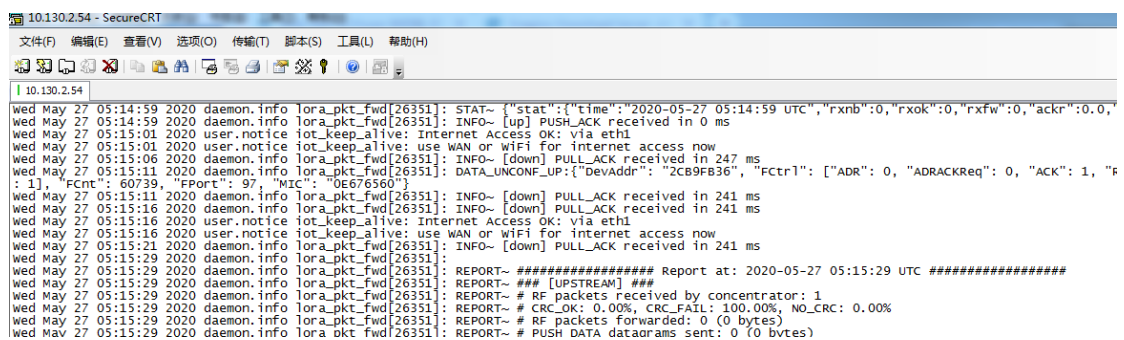 10.130.2.54 - SecureCRT
文件(F) 编辑(E) 查看(V) 选项(O) 传输(T) 脚本(S) 工具(L) 帮助(H)
10.130.2.54
Wed May 27 05:14:59 2020 daemon.info lora_pkt_fwd[26351]: STAT~ {"stat":{"time":"2020-05-27 05:14:59 UTC","rxnb":0,"rxok":0,"rxfw":0,"ackr":0.0,"
Wed May 27 05:14:59 2020 daemon.info lora_pkt_fwd[26351]: INFO~ [up] PUSH_ACK received in 0 ms
Wed May 27 05:15:01 2020 user.notice iot_keep_alive: Internet Access OK: via eth1
Wed May 27 05:15:01 2020 user.notice iot_keep_alive: use WAN or WiFi for internet access now
Wed May 27 05:15:06 2020 daemon.info lora_pkt_fwd[26351]: INFO~ [down] PULL_ACK received in 247 ms
Wed May 27 05:15:11 2020 daemon.info lora_pkt_fwd[26351]: DATA_UNCONF_UP:{"DevAddr": "2CB9FB36", "FCtrl": ["ADR": 0, "ADRACKReq": 0, "ACK": 1, "R
: 1], "FCnt": 60739, "FPort": 97, "MIC": "0E676560"}
Wed May 27 05:15:11 2020 daemon.info lora_pkt_fwd[26351]: INFO~ [down] PULL_ACK received in 241 ms
Wed May 27 05:15:16 2020 daemon.info lora_pkt_fwd[26351]: INFO~ [down] PULL_ACK received in 241 ms
Wed May 27 05:15:16 2020 user.notice iot_keep_alive: Internet Access OK: via eth1
Wed May 27 05:15:16 2020 user.notice iot_keep_alive: use WAN or WiFi for internet access now
Wed May 27 05:15:21 2020 daemon.info lora_pkt_fwd[26351]: INFO~ [down] PULL_ACK received in 241 ms
Wed May 27 05:15:29 2020 daemon.info lora_pkt_fwd[26351]:
Wed May 27 05:15:29 2020 daemon.info lora_pkt_fwd[26351]: REPORT~ ################## Report at: 2020-05-27 05:15:29 UTC ##################
Wed May 27 05:15:29 2020 daemon.info lora_pkt_fwd[26351]: REPORT~ ### [UPSTREAM] ###
Wed May 27 05:15:29 2020 daemon.info lora_pkt_fwd[26351]: REPORT~ # RF packets received by concentrator: 1
Wed May 27 05:15:29 2020 daemon.info lora_pkt_fwd[26351]: REPORT~ # CRC_OK: 0.00%, CRC_FAIL: 100.00%, NO_CRC: 0.00%
Wed May 27 05:15:29 2020 daemon.info lora_pkt_fwd[26351]: REPORT~ # RF packets forwarded: 0 (0 bytes)
Wed May 27 05:15:29 2020 daemon.info lora_pkt_fwd[26351]: REPORT~ # PUSH_DATA datagrams sent: 0 (0 bytes)